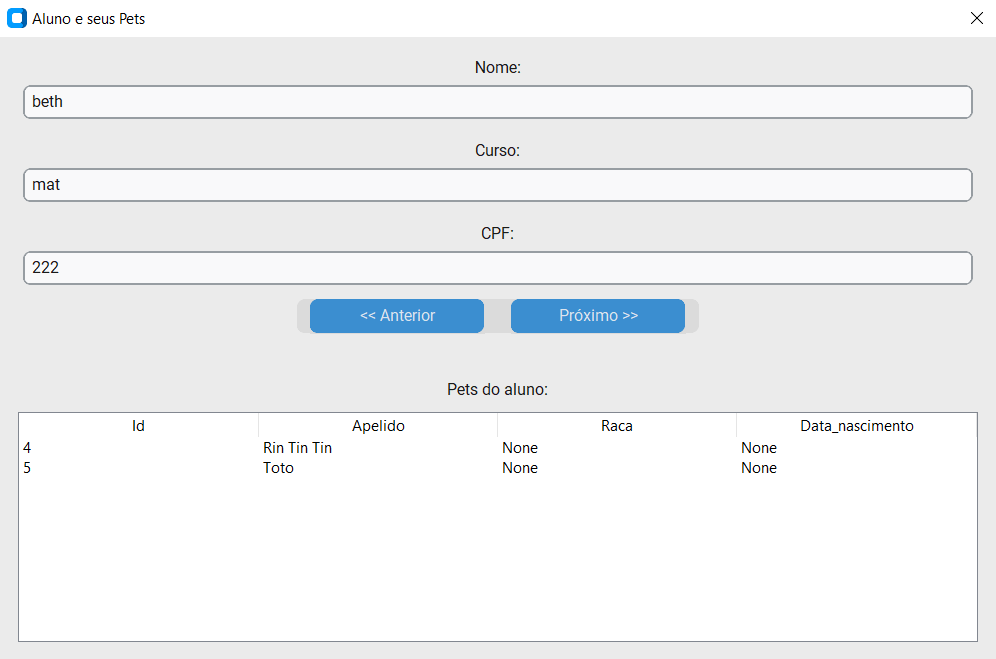 Aluno e seus Pets
Nome:
beth
Curso:
mat
CPF:
222
<< Anterior Próximo >>
Pets do aluno:
Id Apelido Raca Data_nascimento
4 Rin Tin Tin None None
5 Toto None None